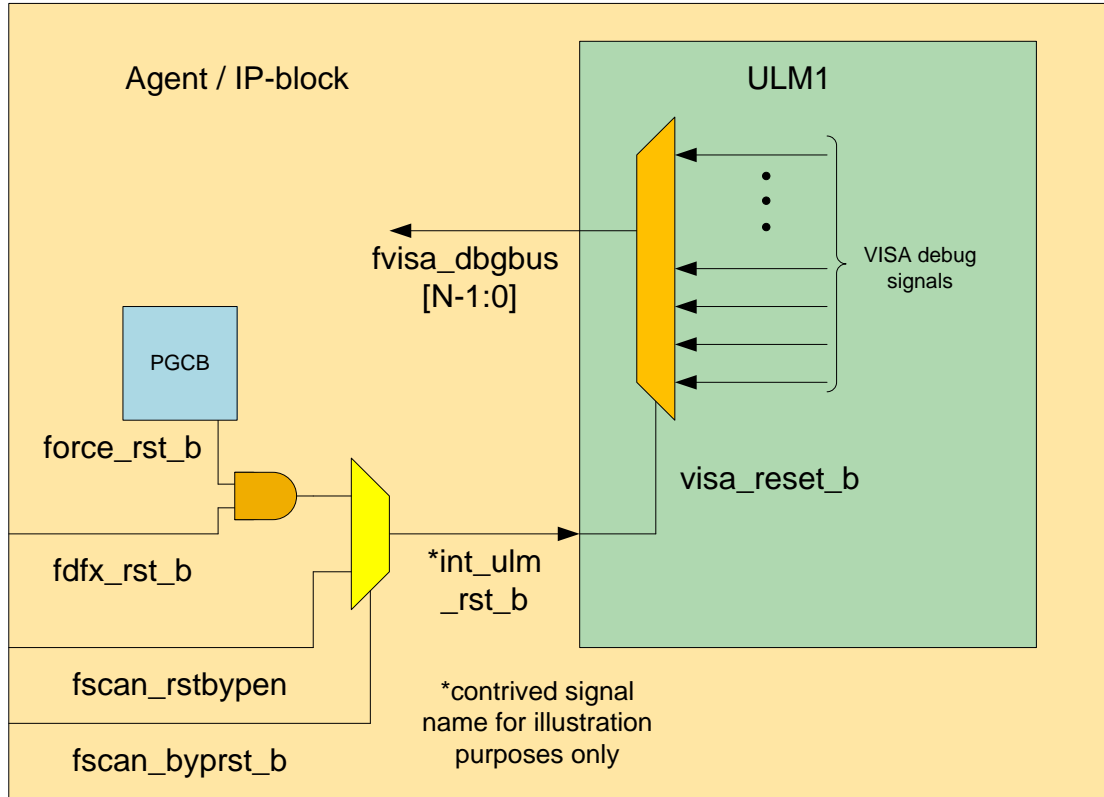 Agent / IP-block
ULM1
fvisa_dbgbus
[N-1:0]
VISA debug
signals
PGCB
force_rst_b
visa_reset_b
fdfx_rst_b
*int_ulm
_rst_b
fscan_rstbypen
*contrived signal
name for illustration
purposes only
fscan_byprst_b